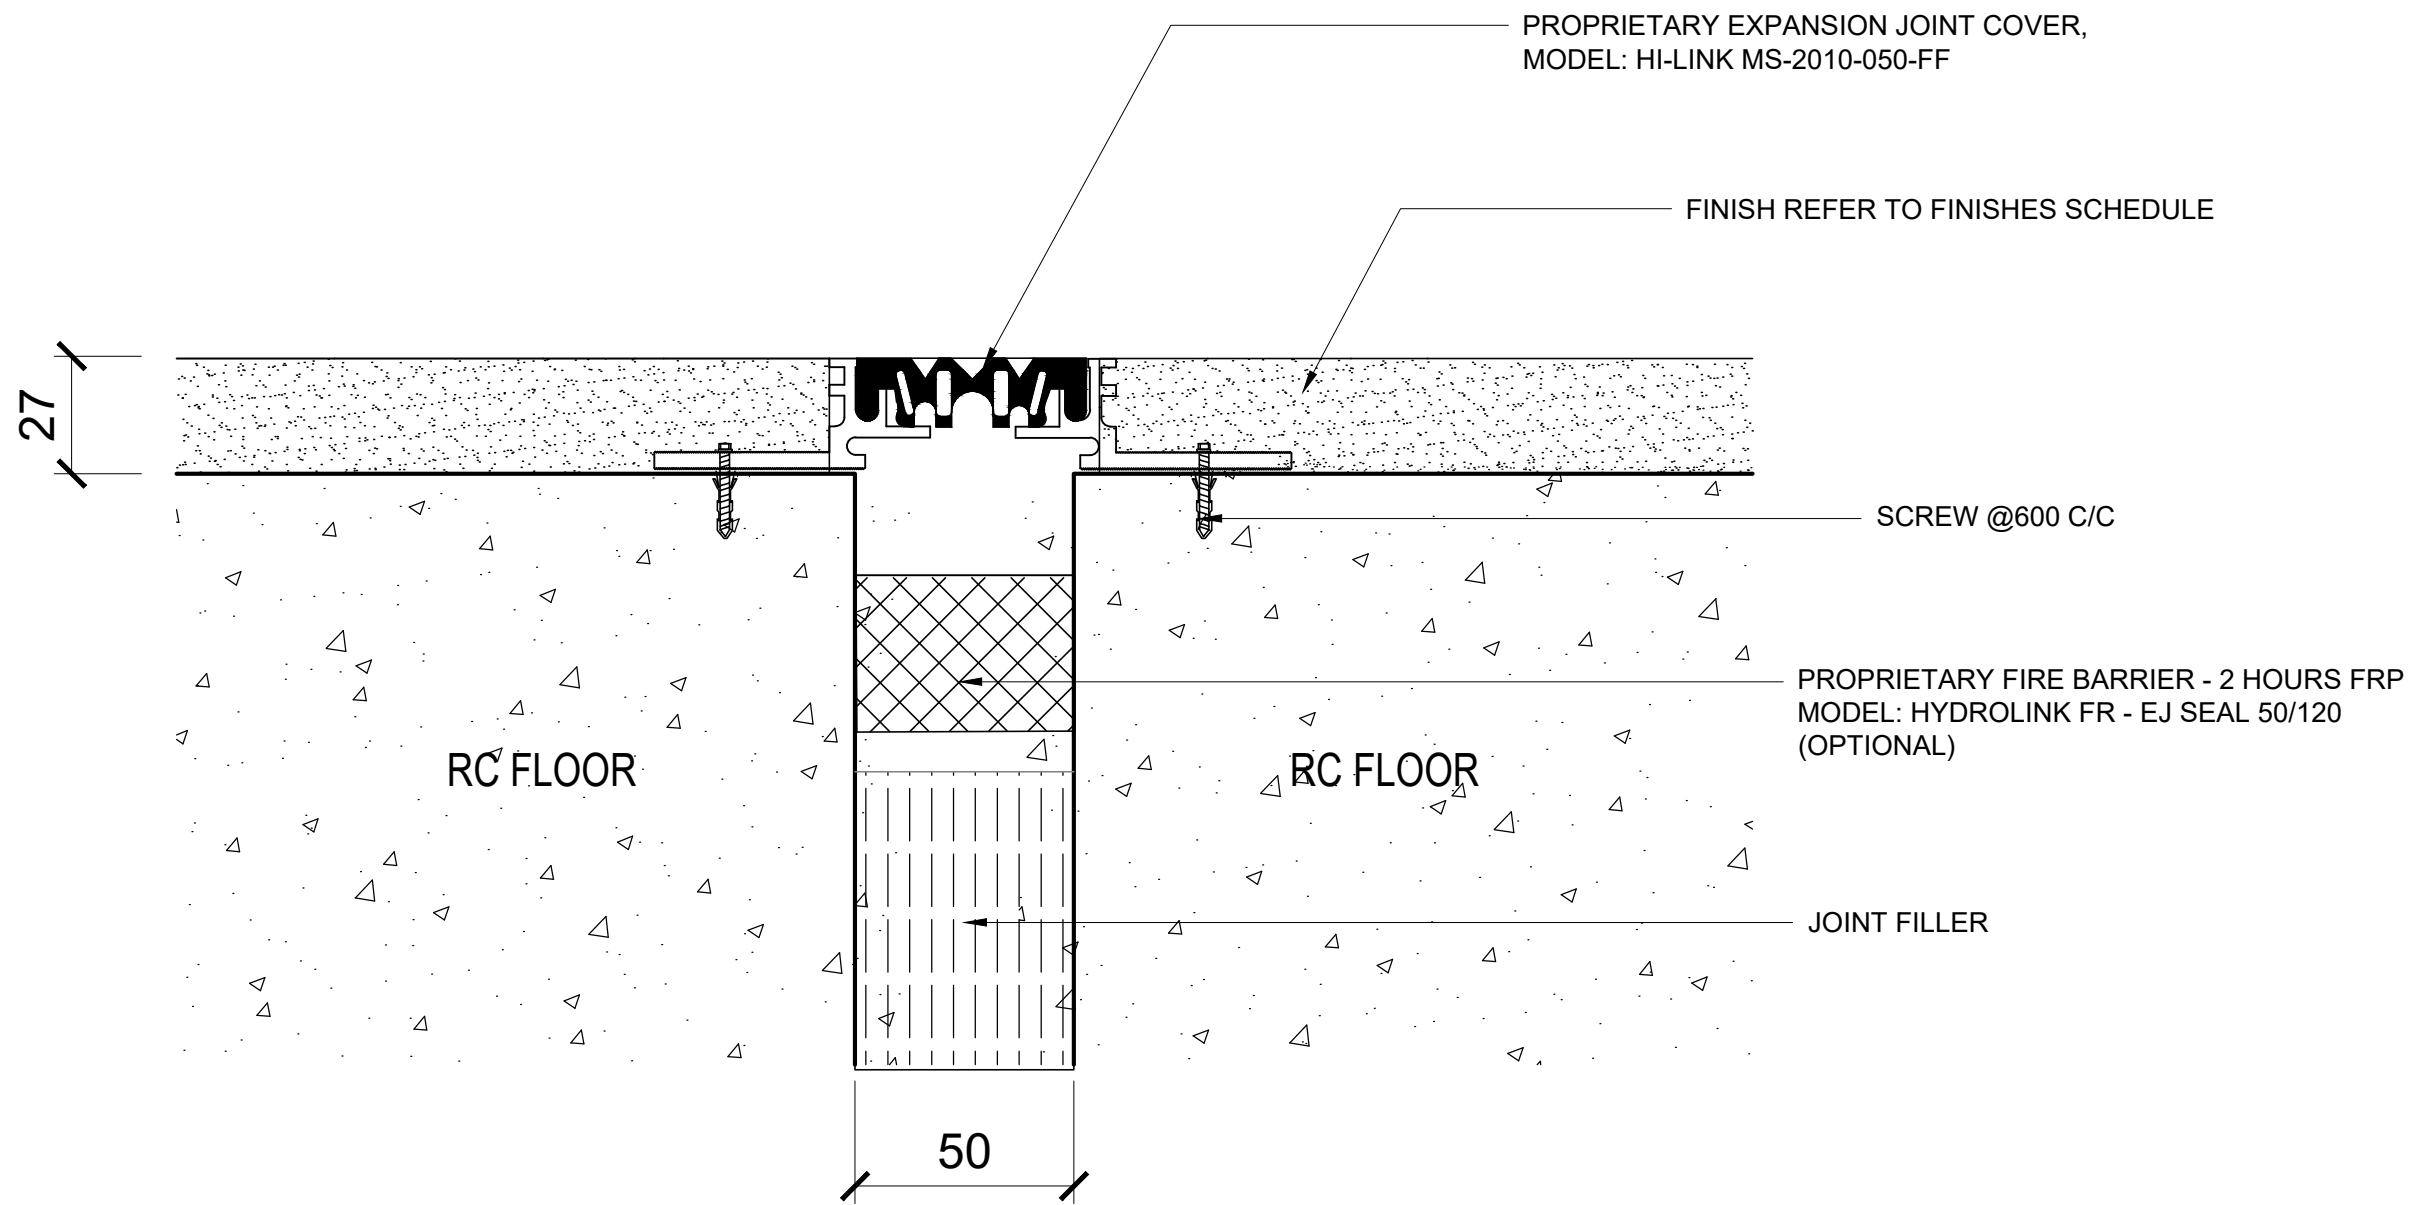 PROPRIETARY EXPANSION JOINT COVER,
MODEL: HI-LINK MS-2010-050-FF
FINISH REFER TO FINISHES SCHEDULE
27
SCREW @600 C/C
PROPRIETARY FIRE BARRIER - 2 HOURS FRP
MODEL: HYDROLINK FR - EJ SEAL 50/120
(OPTIONAL)
RC FLOOR
RC FLOOR
JOINT FILLER
50